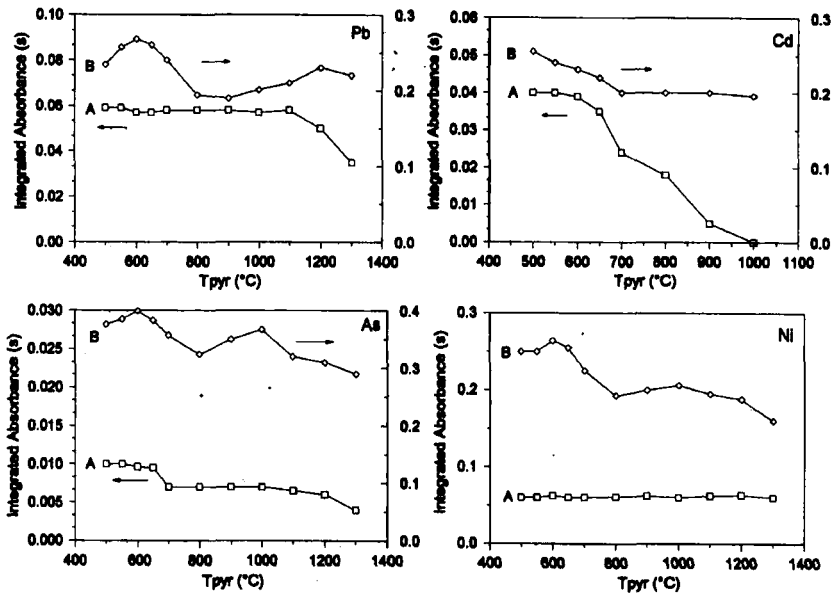 0.10
0.08
0.06
0.04
0.02
0.00
Integrated Absorbance (s)
Pb
B
A
0.3
0.2
0.1
0.0
400 600 800 1000 1200 1400
Tpyr (°C)
0.06
0.05
0.04
0.03
0.02
0.01
0.00
Integrated Absorbance (s)
Cd
B
A
0.3
0.2
0.1
0.0
400 500 600 700 800 900 1000 1100
Tpyr (°C)
0.030
0.025
0.020
0.015
0.010
0.005
0.000
Integrated Absorbance (s)
As
B
A
0.4
0.3
0.2
0.1
0.0
400 600 800 1000 1200 1400
Tpyr (°C)
0.3
0.2
0.1
0.0
Integrated Absorbance (s)
Ni
B
A
400 600 800 1000 1200 1400
Tpyr (°C)